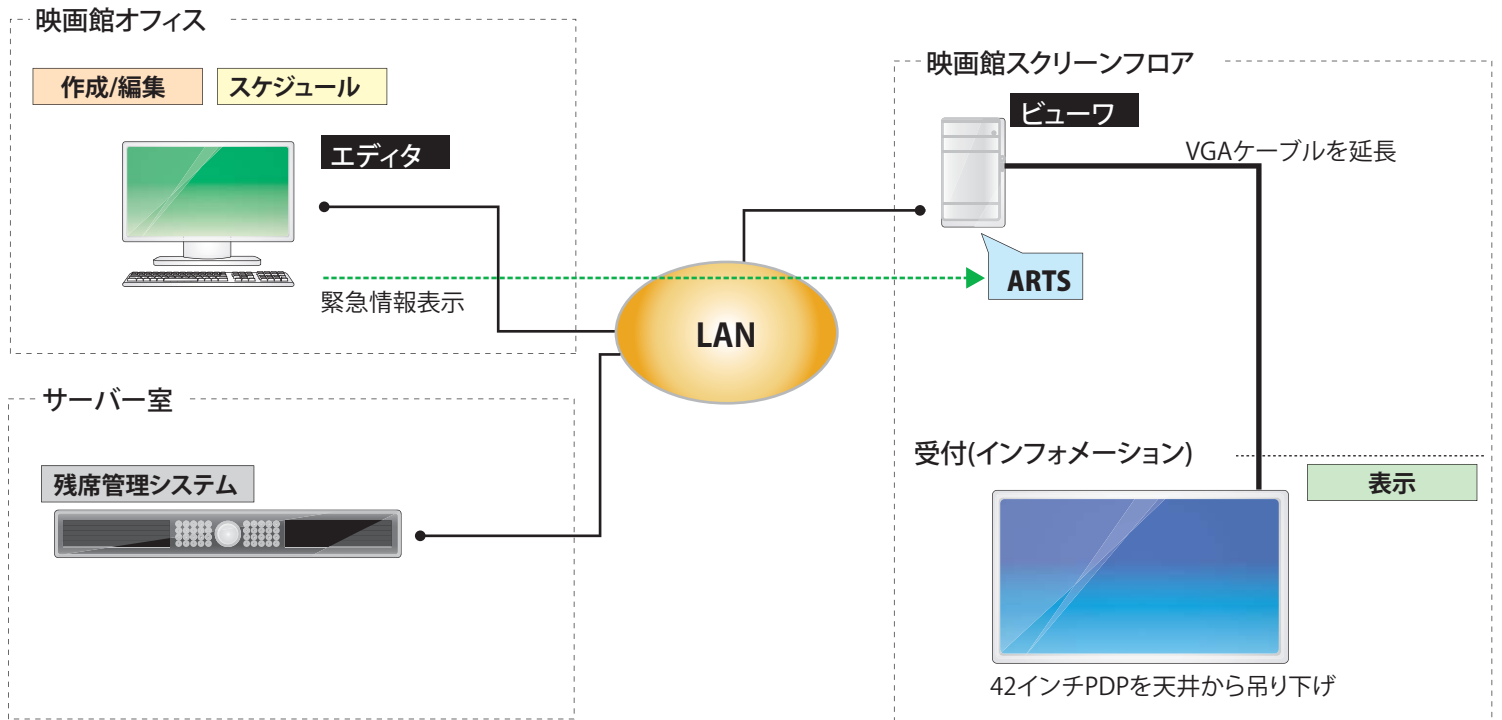 映画館オフィス
作成/編集
スケジュール
エディタ
緊急情報表示
サーバー室
残席管理システム
LAN
映画館スクリーンフロア
ビューワ
VGAケーブルを延長
ARTS
受付(インフォメーション)
表示
42インチPDPを天井から吊り下げ